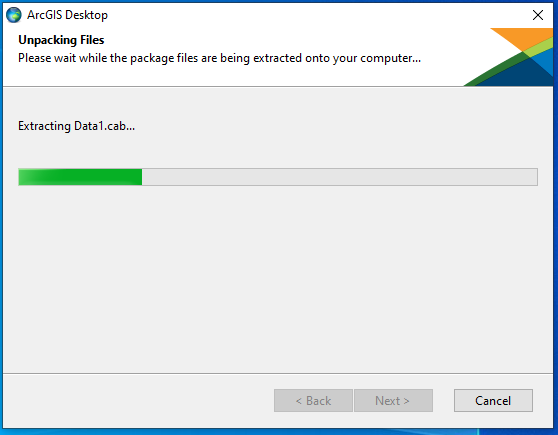 ArcGIS Desktop
Unpacking Files
Please wait while the package files are being extracted onto your computer...
Extracting Data1.cab...
< Back
Next >
Cancel